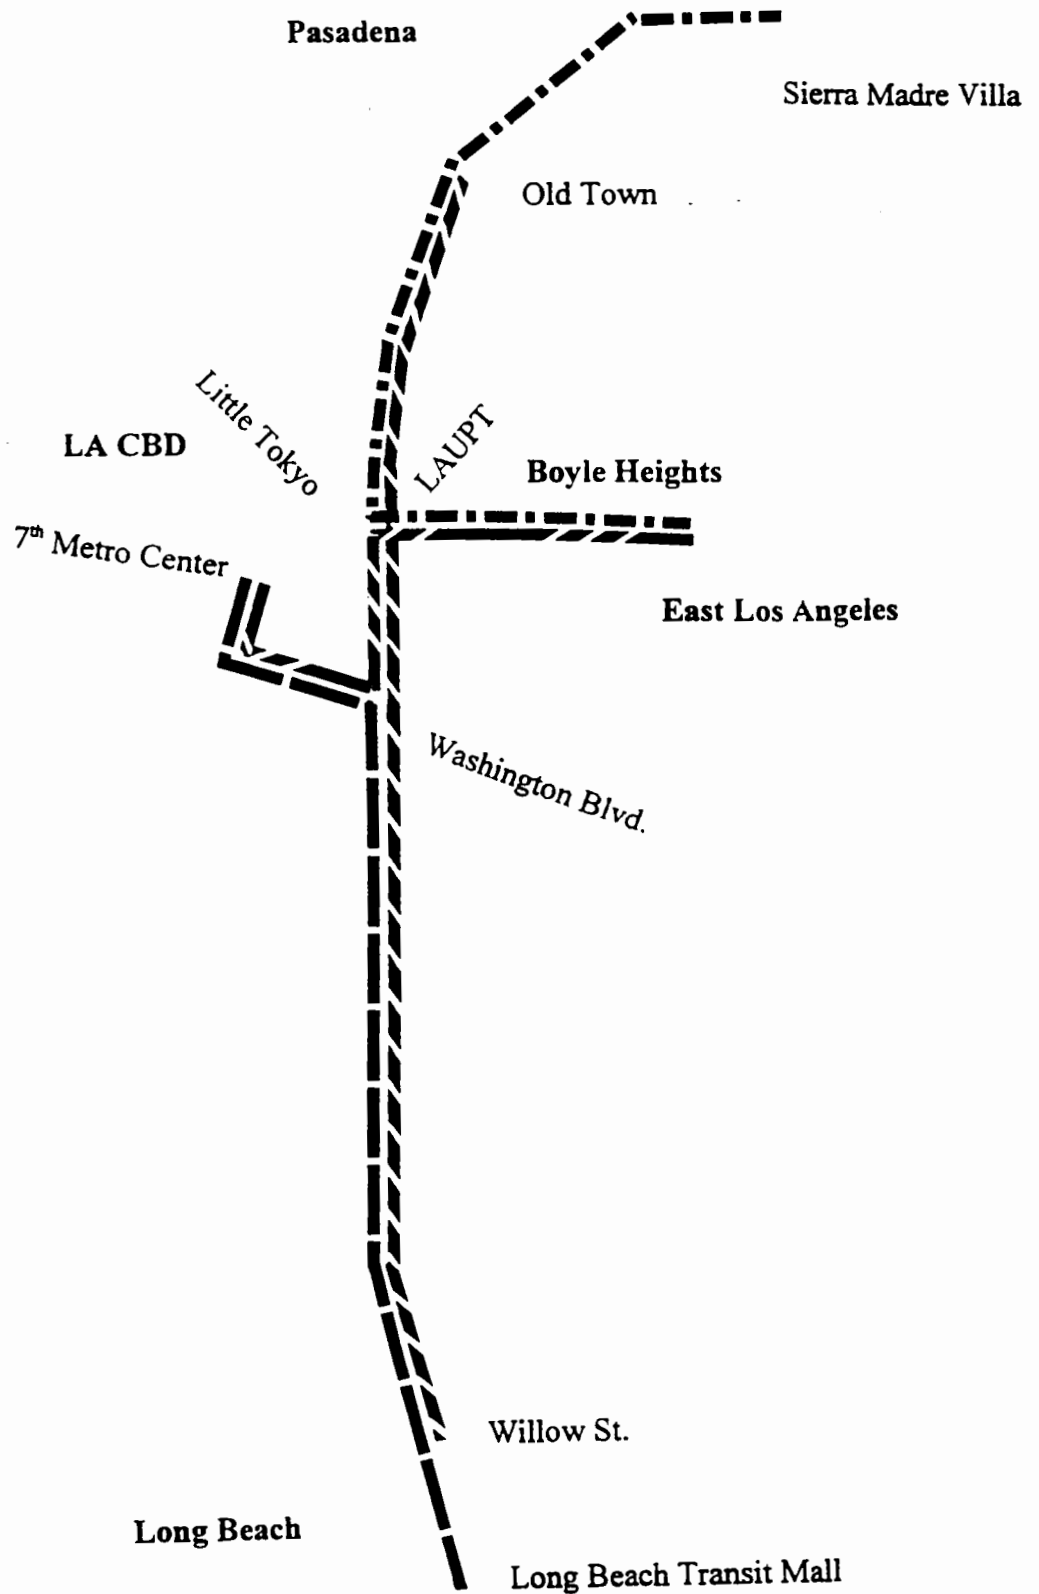 Pasadena
Sierra Madre Villa
Old Town
Little Tokyo
LAUPT
LA CBD
Boyle Heights
7th Metro Center
East Los Angeles
Washington Blvd.
Willow St.
Long Beach
Long Beach Transit Mall